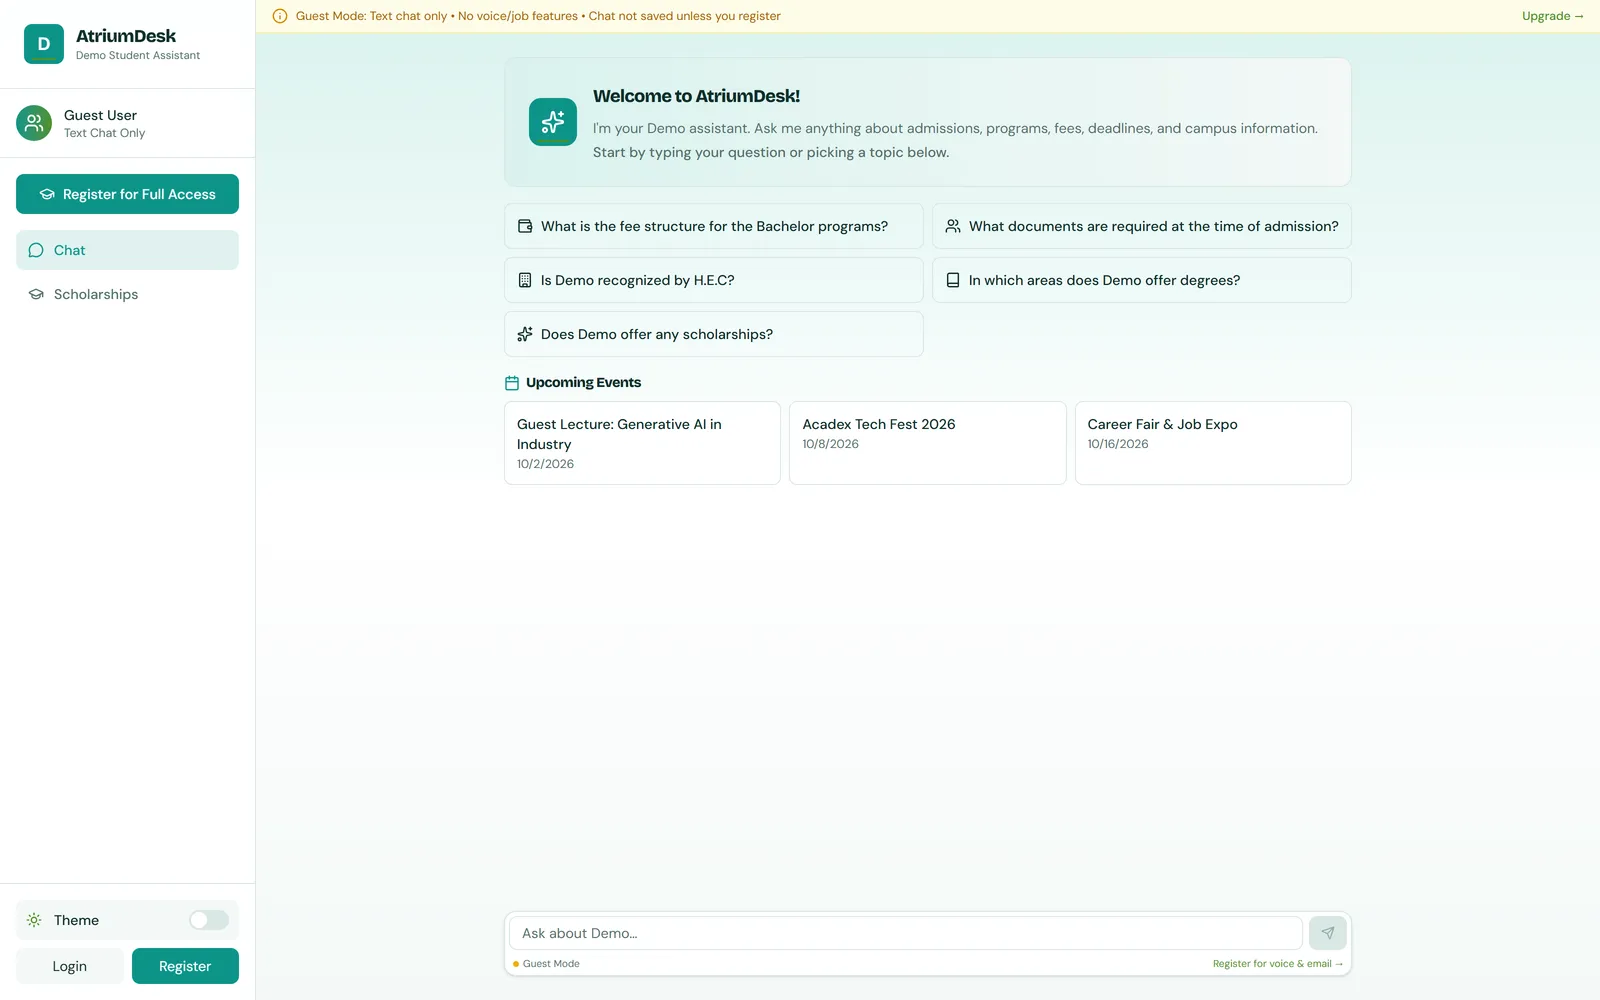 D
AtriumDesk
Demo Student Assistant
Guest User
Text Chat Only
Register for Full Access
Chat
Scholarships
Theme
Login
Register
Guest Mode: Text chat only • No voice/job features • Chat not saved unless you register
Upgrade →
Welcome to AtriumDesk!
I'm your Demo assistant. Ask me anything about admissions, programs, fees, deadlines, and campus information.
Start by typing your question or picking a topic below.
What is the fee structure for the Bachelor programs?
What documents are required at the time of admission?
Is Demo recognized by H.E.C?
In which areas does Demo offer degrees?
Does Demo offer any scholarships?
Upcoming Events
Guest Lecture: Generative AI in
Industry
10/2/2026
Acadex Tech Fest 2026
10/8/2026
Career Fair & Job Expo
10/16/2026
Ask about Demo...
Guest Mode
Register for voice & email →